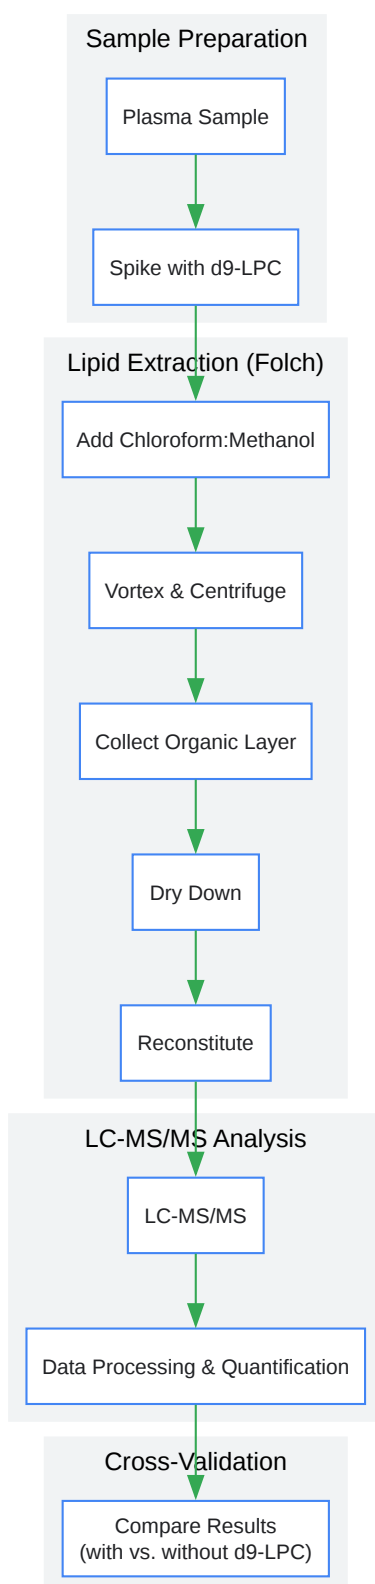 Sample Preparation
Plasma Sample
Spike with d9-LPC
Lipid Extraction (Folch)
Add Chloroform:Methanol
Vortex & Centrifuge
Collect Organic Layer
Dry Down
Reconstitute
LC-MS/MS Analysis
LC-MS/MS
Data Processing & Quantification
Cross-Validation
Compare Results
(with vs. without d9-LPC)